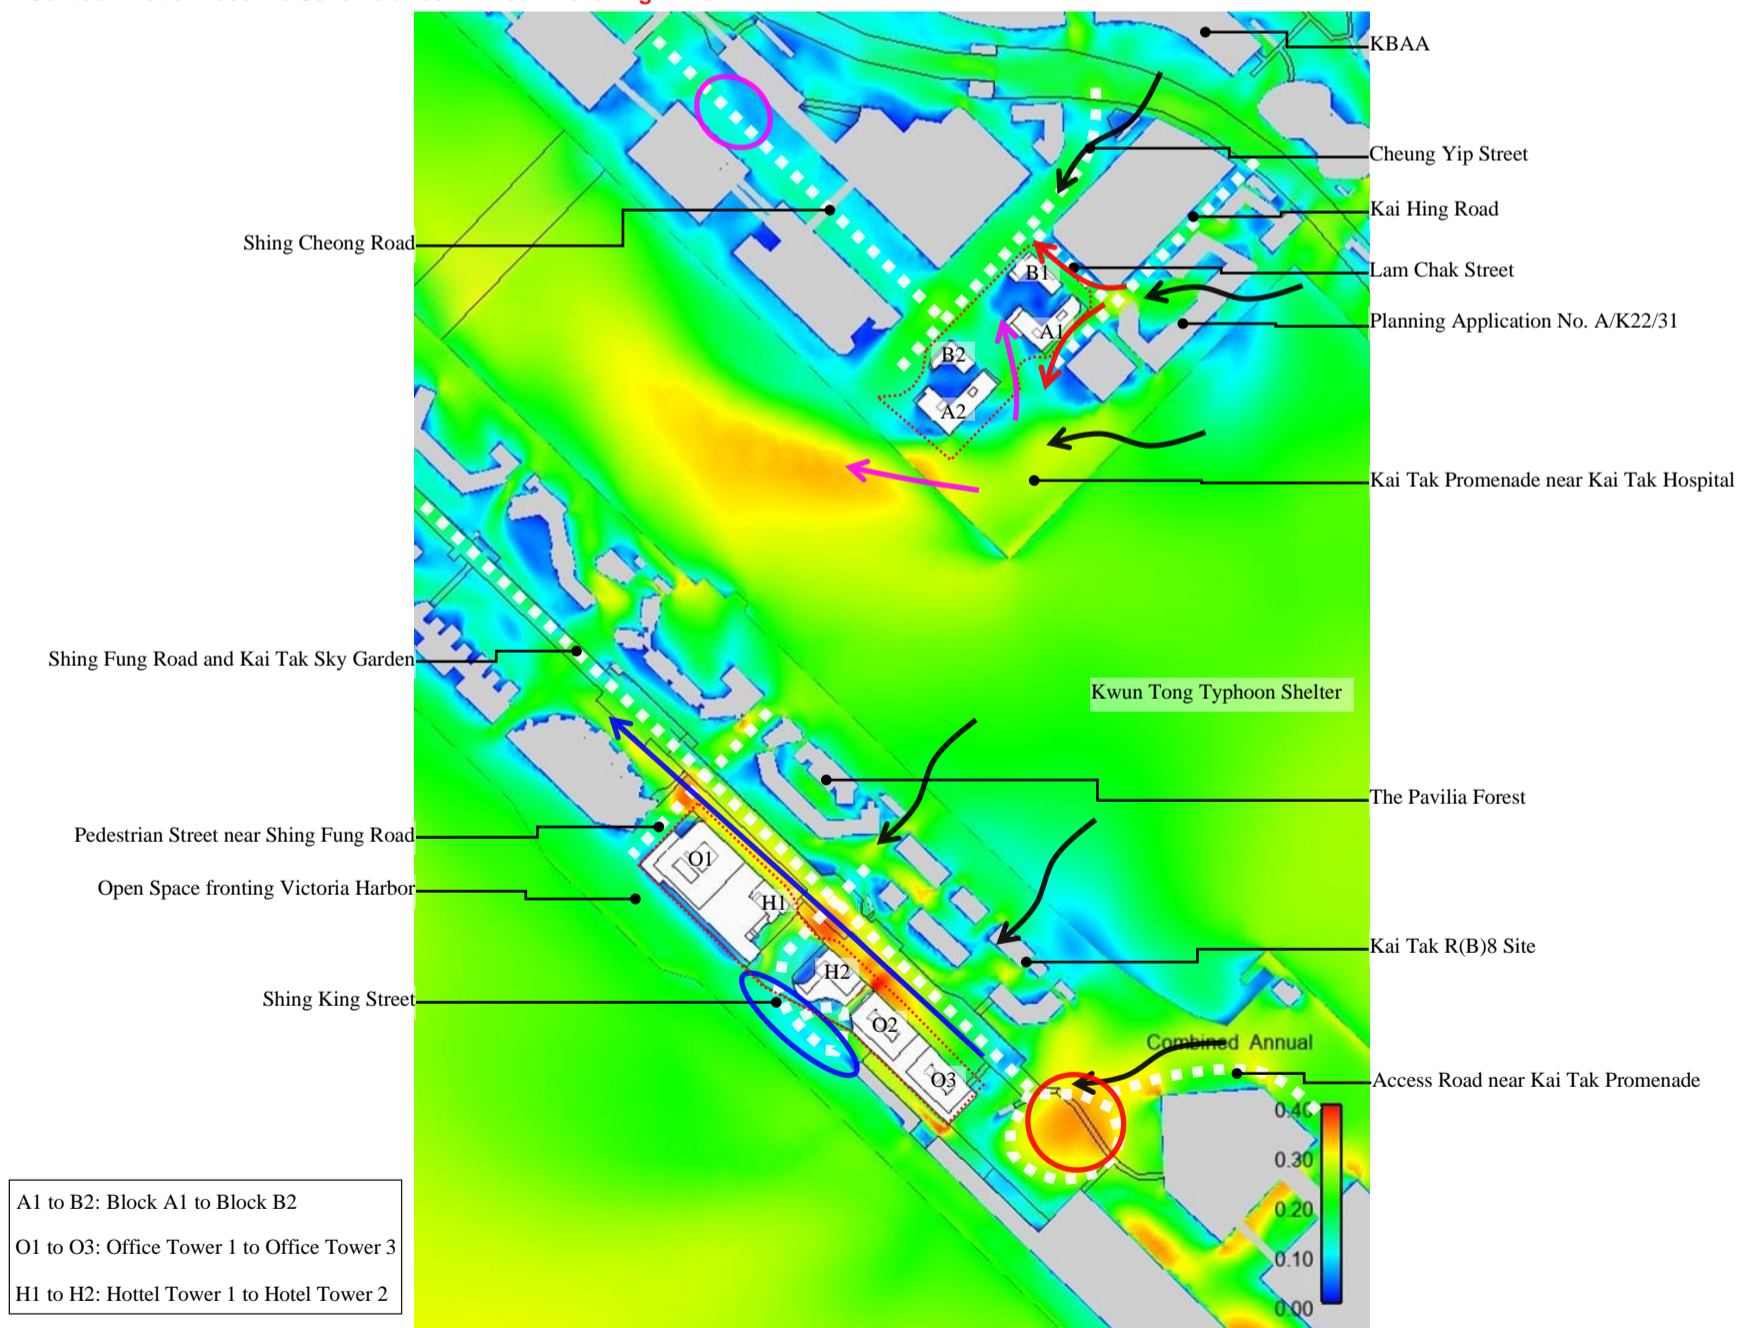 KBAA
Cheung Yip Street
Kai Hing Road
Shing Cheong Road
Lam Chak Street
B1
Planning Application No. A/K22/31
A1
B2
A2
Kai Tak Promenade near Kai Tak Hospital
Shing Fung Road and Kai Tak Sky Garden
Kwun Tong Typhoon Shelter
The Pavilia Forest
Pedestrian Street near Shing Fung Road
O1
Open Space fronting Victoria Harbor
H1
Kai Tak R(B)8 Site
H2
Shing King Street
O2
Combined Annual
O3
Access Road near Kai Tak Promenade
0.40
0.30
0.20
0.10
0.00
A1 to B2: Block A1 to Block B2
O1 to O3: Office Tower 1 to Office Tower 3
H1 to H2: Hottel Tower 1 to Hotel Tower 2